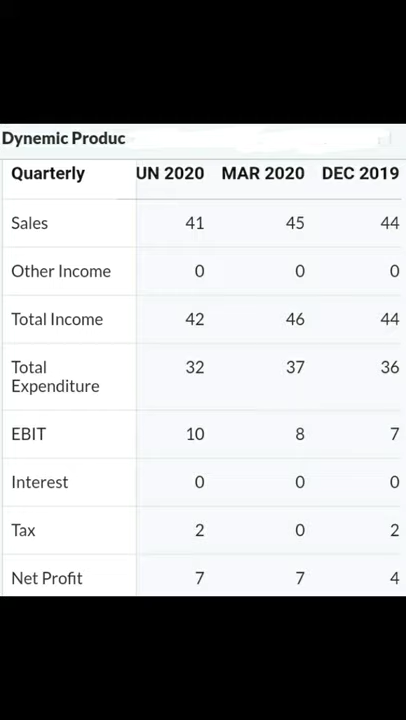 Dynemic Produc
Quarterly UN 2020 MAR 2020 DEC 2019
Sales 41 45 44
Other Income 0 0 0
Total Income 42 46 44
Total Expenditure 32 37 36
EBIT 10 8 7
Interest 0 0 0
Tax 2 0 2
Net Profit 7 7 4